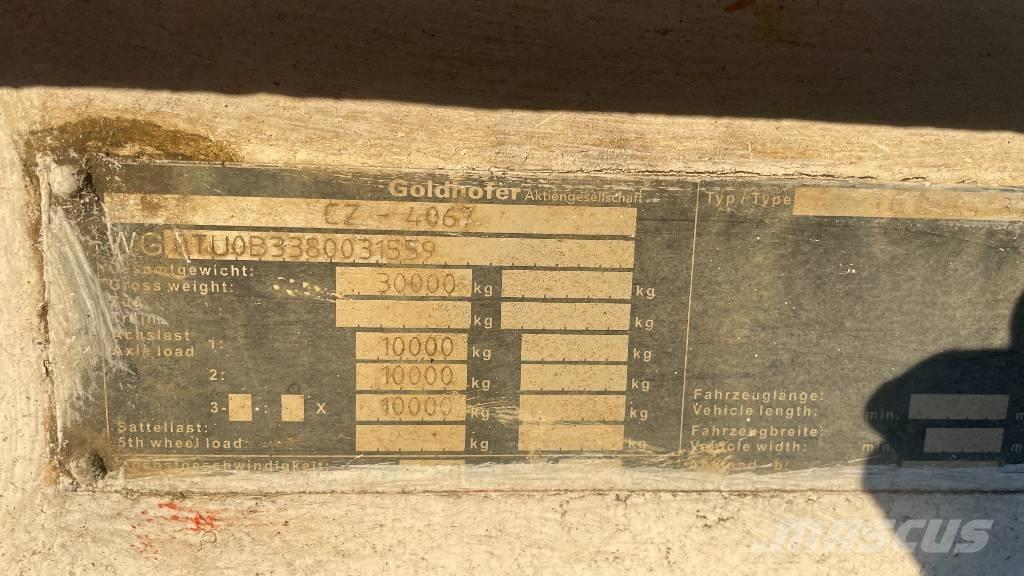 Goldhofer Aktiengesellschaft
CZ - 4067
WG0TU0B3380031559
Gesamtgewicht:
Gross weight: 30000 kg kg
kg kg
Achslast
Axle load 1: 10000 kg kg
2: 10000 kg kg
3- .: X 10000 kg kg
Sattellast:
5th wheel load: kg kg
Typ / Type
Fahrzeuglänge:
Vehicle length: min.
Fahrzeugbreite:
Vehicle width: min.
mascus